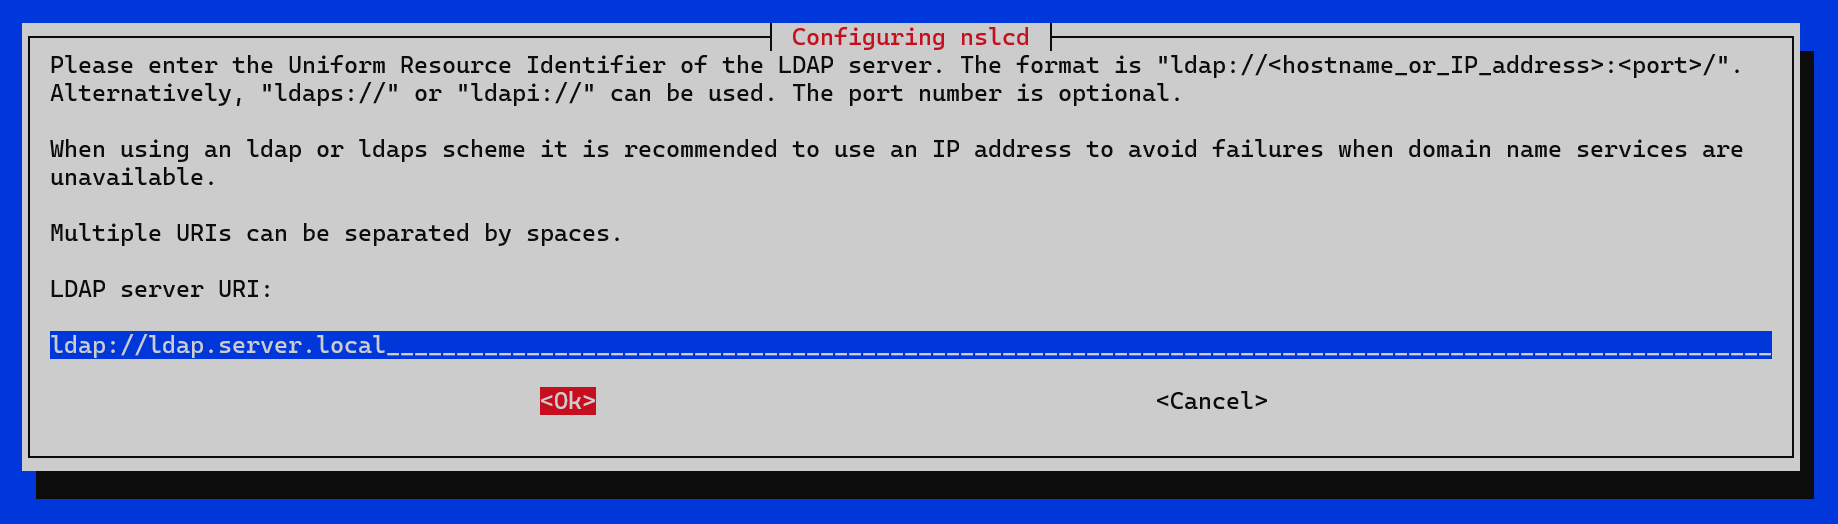 Configuring nslcd
Please enter the Uniform Resource Identifier of the LDAP server. The format is "ldap://<hostname_or_IP_address>:<port>/".
Alternatively, "ldaps://" or "ldapi://" can be used. The port number is optional.
When using an ldap or ldaps scheme it is recommended to use an IP address to avoid failures when domain name services are
unavailable.
Multiple URIs can be separated by spaces.
LDAP server URI:
ldap://ldap.server.local___________________________________________________________________________________________________
<Ok> <Cancel>